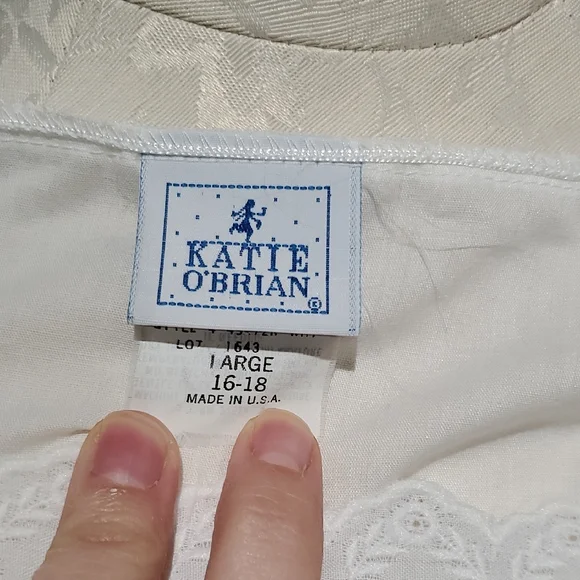 KATIE
O'BRIAN
®
LOT 1643
LARGE
16-18
MADE IN U.S.A.